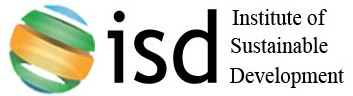 isd
Institute of
Sustainable
Development